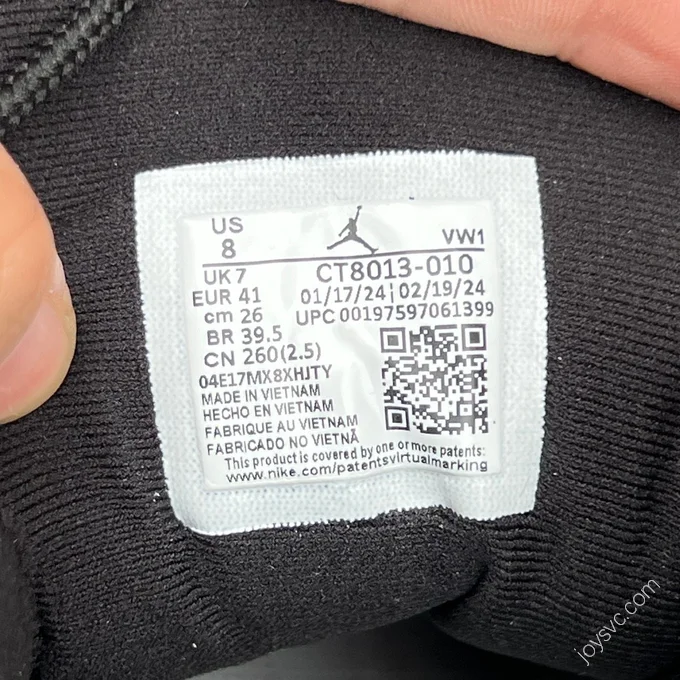 US
8
VW1
UK 7
CT8013-010
EUR 41
01/17/24 | 02/19/24
cm 26
UPC 00197597061399
BR 39.5
CN 260(2.5)
04E17MX8XHJTY
MADE IN VIETNAM
HECHO EN VIETNAM
FABRIQUE AU VIETNAM
FABRICADO NO VIETNÃ
This product is covered by one or more patents:
www.nike.com/patentsvirtualmarking
joysvc.com